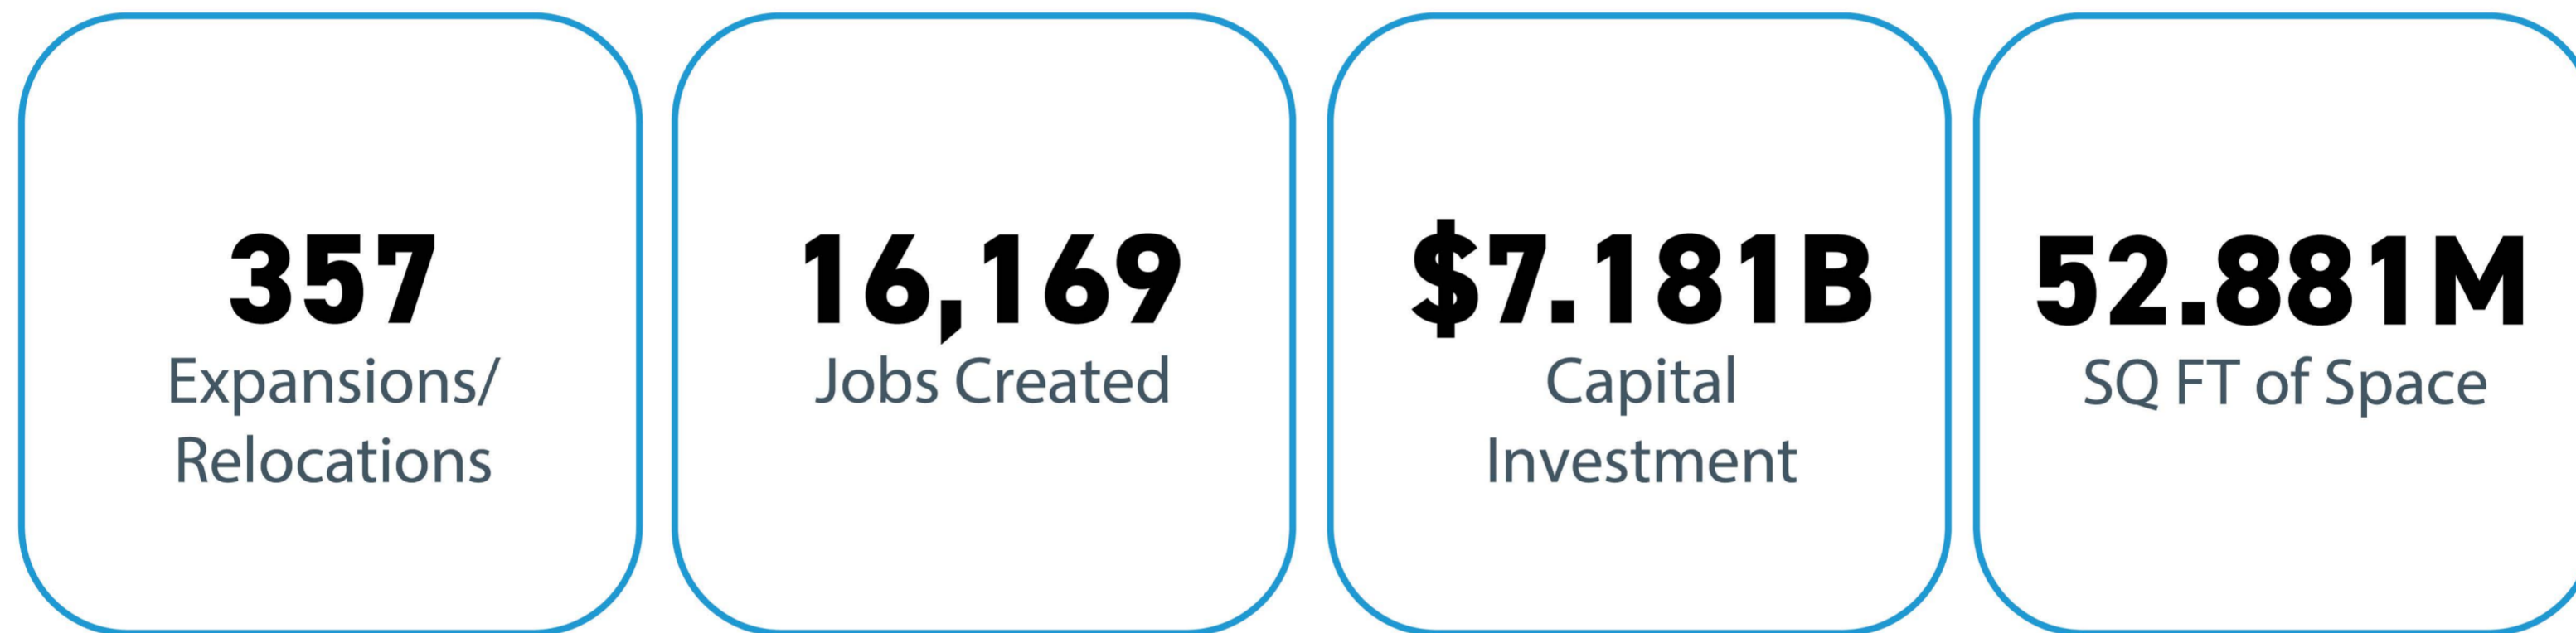 357
Expansions/
Relocations
16,169
Jobs Created
$7.181B
Capital
Investment
52.881M
SQ FT of Space